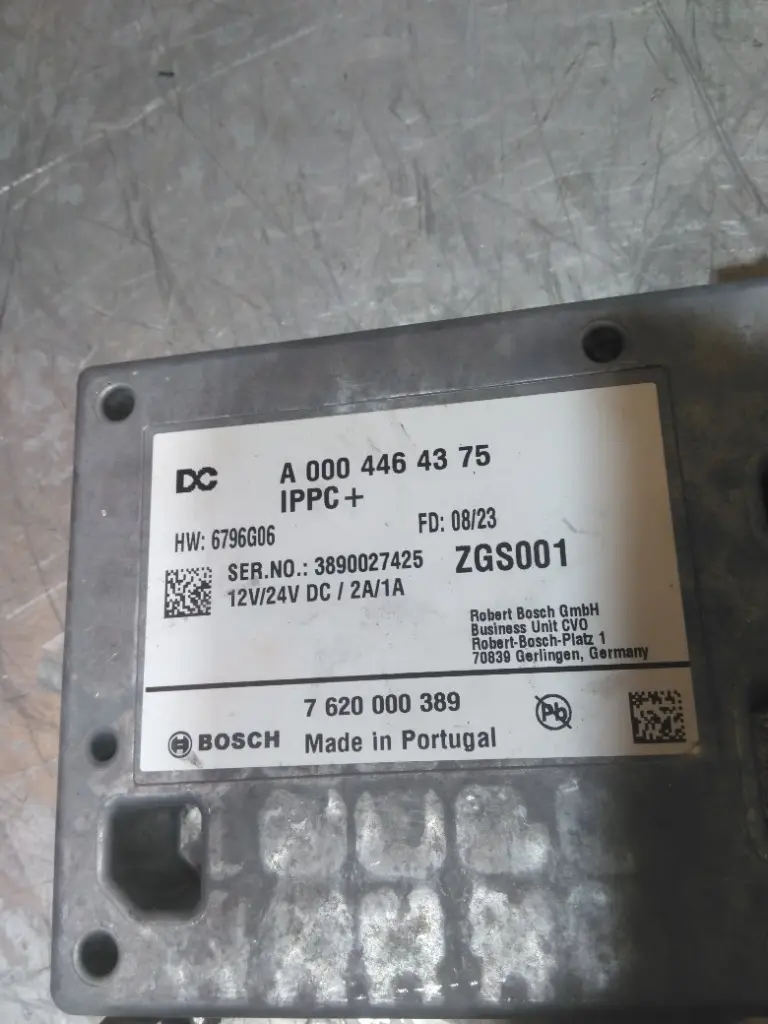 DC A 000 446 43 75
IPPC+
HW: 6796G06 FD: 08/23
SER.NO.: 3890027425 ZGS001
12V/24V DC / 2A/1A
Robert Bosch GmbH
Business Unit CVO
Robert-Bosch-Platz 1
70839 Gerlingen, Germany
7 620 000 389
Pb
BOSCH Made in Portugal